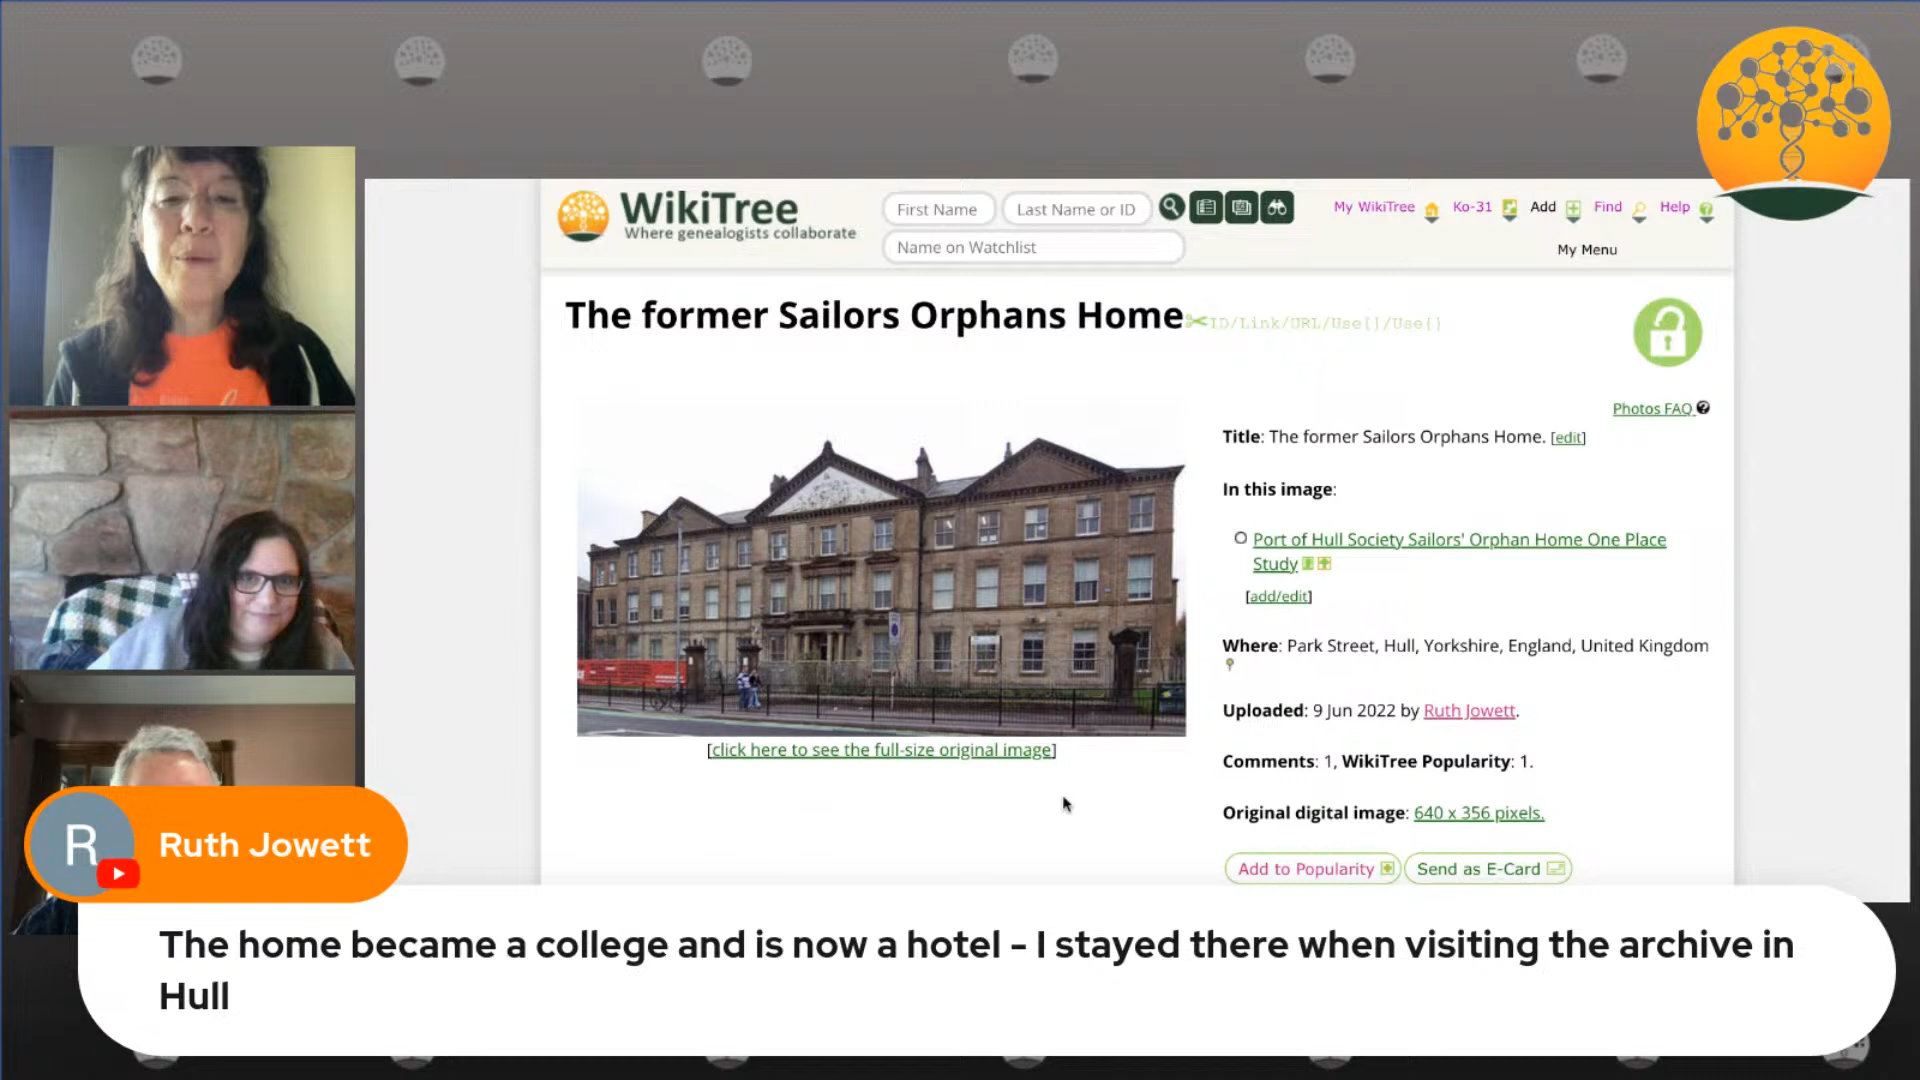 WikiTree
Where genealogists collaborate
First Name
Last Name or ID
Name on Watchlist
My WikiTree
Ko-31
Add
Find
Help
My Menu
The former Sailors Orphans Home
ID/Link/URL/Use[]/Use{}
Photos FAQ
Title: The former Sailors Orphans Home. [edit]
In this image:
Port of Hull Society Sailors' Orphan Home One Place
Study
[add/edit]
Where: Park Street, Hull, Yorkshire, England, United Kingdom
Uploaded: 9 Jun 2022 by Ruth Jowett.
Comments: 1, WikiTree Popularity: 1.
Original digital image: 640 x 356 pixels.
Add to Popularity
Send as E-Card
[click here to see the full-size original image]
R
Ruth Jowett
The home became a college and is now a hotel - I stayed there when visiting the archive in
Hull